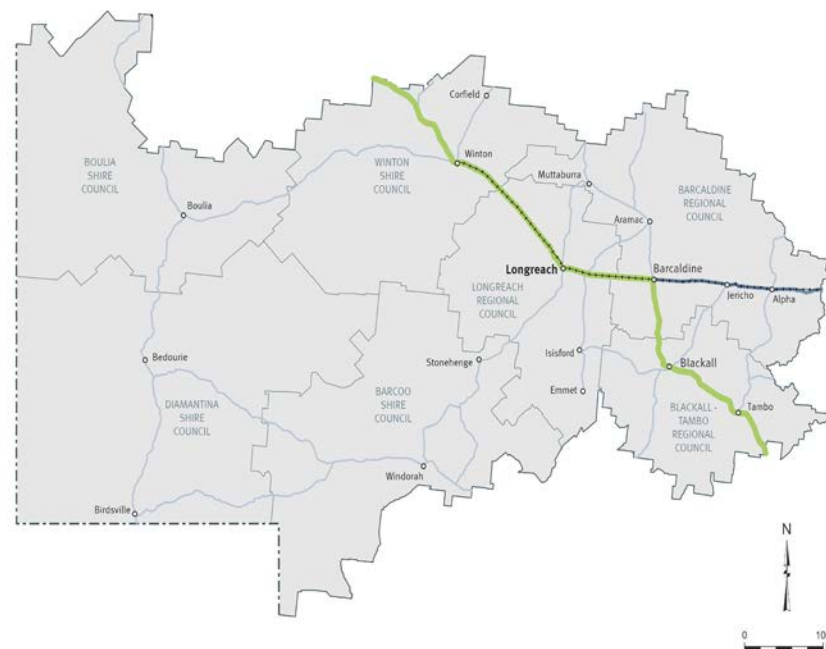 Corfield
Winton
BOULIA
SHIRE
COUNCIL
WINTON
SHIRE
COUNCIL
Muttaburra
BARCALDINE
REGIONAL
COUNCIL
Boulia
Aramac
Longreach
Barcaldine
LONGREACH
REGIONAL
COUNCIL
Jericho
Alpha
Bedourie
Stonehenge
Isisford
Blackall
Emmet
BARCOO
SHIRE
COUNCIL
DIAMANTINA
SHIRE
COUNCIL
Tambo
BLACKALL -
TAMBO
REGIONAL
COUNCIL
Windorah
Birdsville
N
0